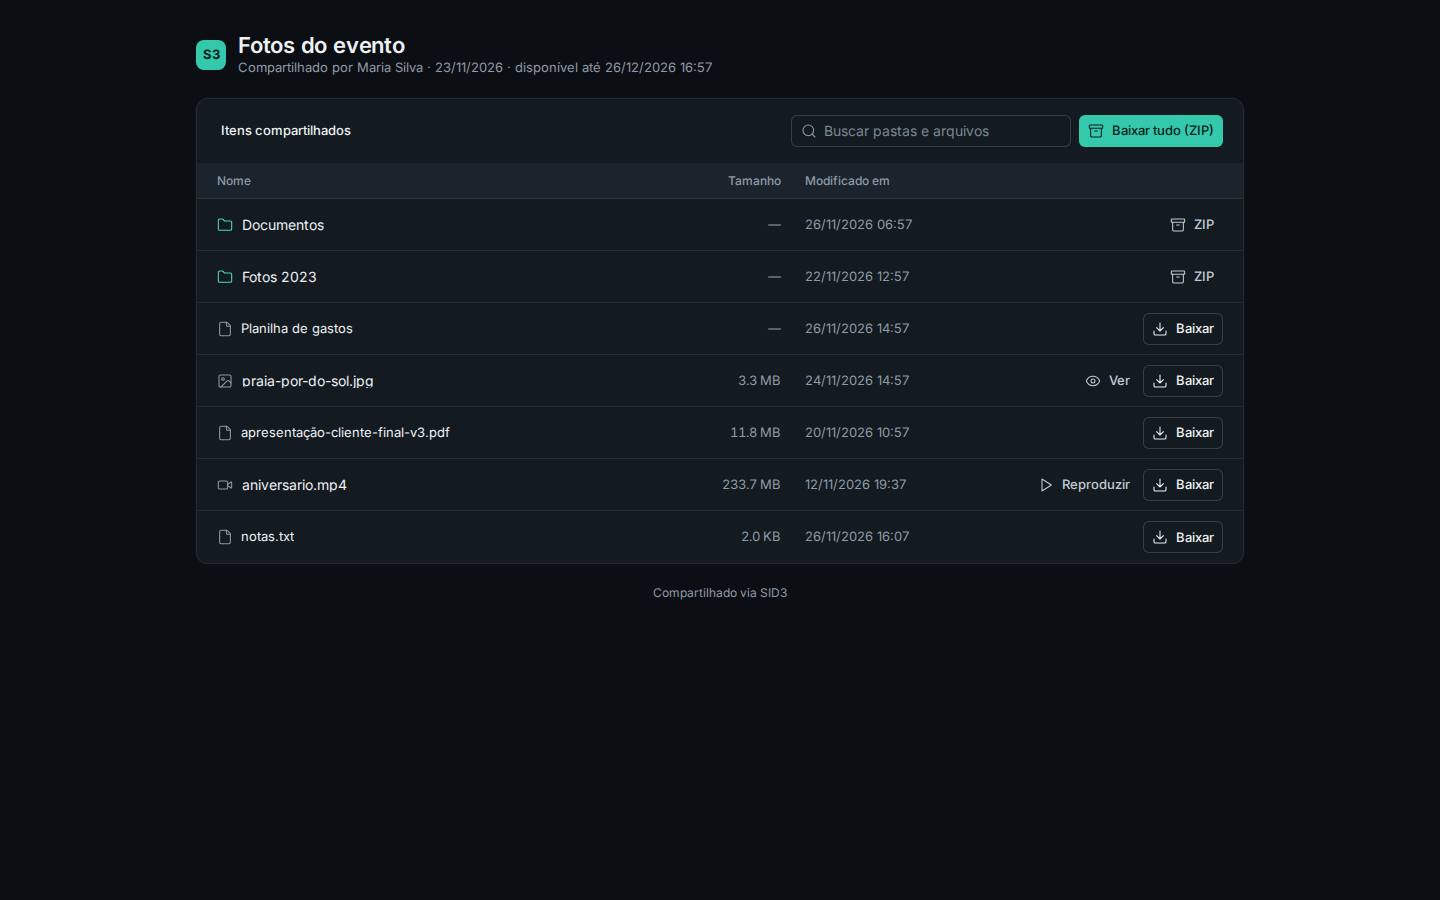 S3
Fotos do evento
Compartilhado por Maria Silva · 23/11/2026 · disponível até 26/12/2026 16:57
Itens compartilhados
Buscar pastas e arquivos
Baixar tudo (ZIP)
Nome Tamanho Modificado em
Documentos — 26/11/2026 06:57 ZIP
Fotos 2023 — 22/11/2026 12:57 ZIP
Planilha de gastos — 26/11/2026 14:57 Baixar
praia-por-do-sol.jpg 3.3 MB 24/11/2026 14:57 Ver Baixar
apresentação-cliente-final-v3.pdf 11.8 MB 20/11/2026 10:57 Baixar
aniversario.mp4 233.7 MB 12/11/2026 19:37 Reproduzir Baixar
notas.txt 2.0 KB 26/11/2026 16:07 Baixar
Compartilhado via SID3